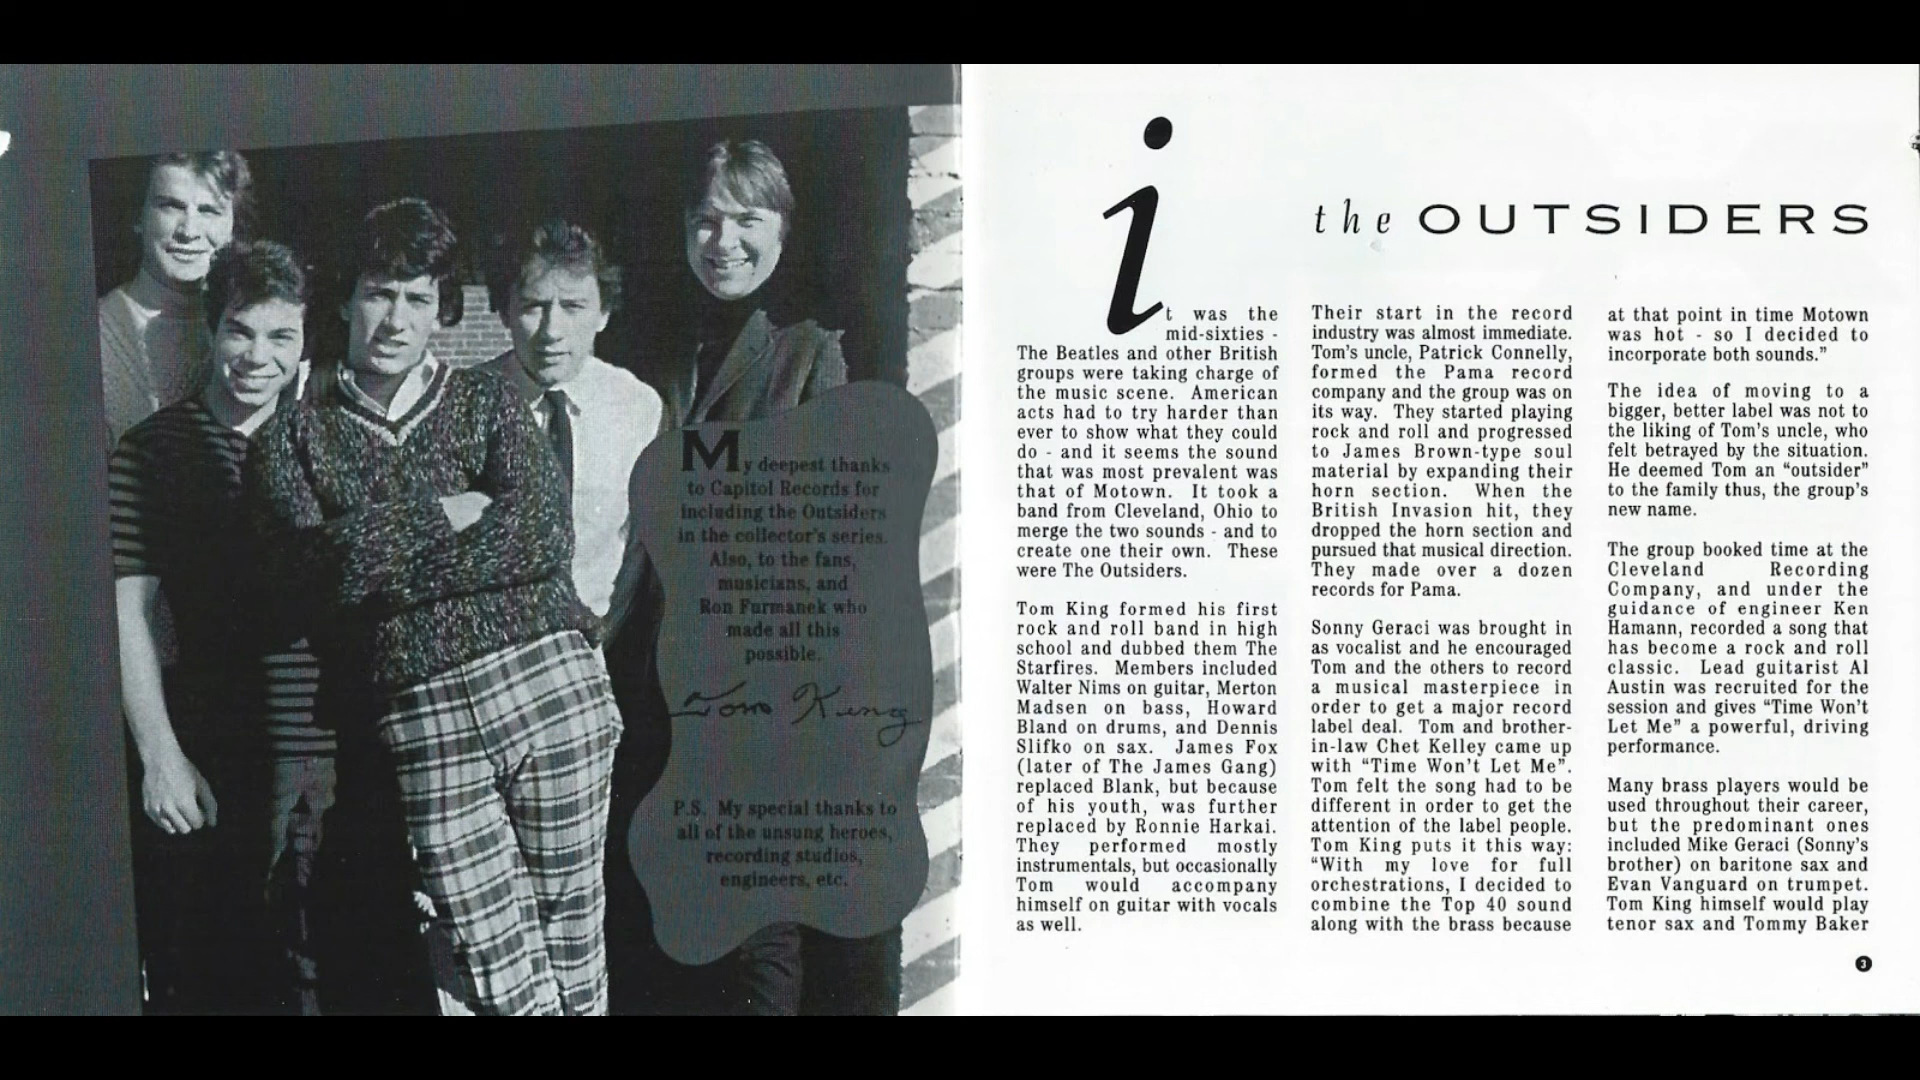 My deepest thanks
to Capitol Records for
including the Outsiders
in the collector's series.
Also, to the fans,
musicians, and
Ron Furmanek who
made all this
possible.
Tom King
P.S. My special thanks to
all of the unsung heroes,
recording studios,
engineers, etc.
the OUTSIDERS
it was the
mid-sixties -
The Beatles and other British
groups were taking charge of
the music scene. American
acts had to try harder than
ever to show what they could
do - and it seems the sound
that was most prevalent was
that of Motown. It took a
band from Cleveland, Ohio to
merge the two sounds - and to
create one their own. These
were The Outsiders.
Tom King formed his first
rock and roll band in high
school and dubbed them The
Starfires. Members included
Walter Nims on guitar, Merton
Madsen on bass, Howard
Bland on drums, and Dennis
Slifko on sax. James Fox
(later of The James Gang)
replaced Blank, but because
of his youth, was further
replaced by Ronnie Harkai.
They performed mostly
instrumentals, but occasionally
Tom would accompany
himself on guitar with vocals
as well.
Their start in the record
industry was almost immediate.
Tom's uncle, Patrick Connelly,
formed the Pama record
company and the group was on
its way. They started playing
rock and roll and progressed
to James Brown-type soul
material by expanding their
horn section. When the
British Invasion hit, they
dropped the horn section and
pursued that musical direction.
They made over a dozen
records for Pama.
Sonny Geraci was brought in
as vocalist and he encouraged
Tom and the others to record
a musical masterpiece in
order to get a major record
label deal. Tom and brother-
in-law Chet Kelley came up
with “Time Won't Let Me”.
Tom felt the song had to be
different in order to get the
attention of the label people.
Tom King puts it this way:
“With my love for full
orchestrations, I decided to
combine the Top 40 sound
along with the brass because
at that point in time Motown
was hot - so I decided to
incorporate both sounds.”
The idea of moving to a
bigger, better label was not to
the liking of Tom's uncle, who
felt betrayed by the situation.
He deemed Tom an “outsider”
to the family thus, the group's
new name.
The group booked time at the
Cleveland Recording
Company, and under the
guidance of engineer Ken
Hamann, recorded a song that
has become a rock and roll
classic. Lead guitarist Al
Austin was recruited for the
session and gives “Time Won't
Let Me” a powerful, driving
performance.
Many brass players would be
used throughout their career,
but the predominant ones
included Mike Geraci (Sonny's
brother) on baritone sax and
Evan Vanguard on trumpet.
Tom King himself would play
tenor sax and Tommy Baker
3